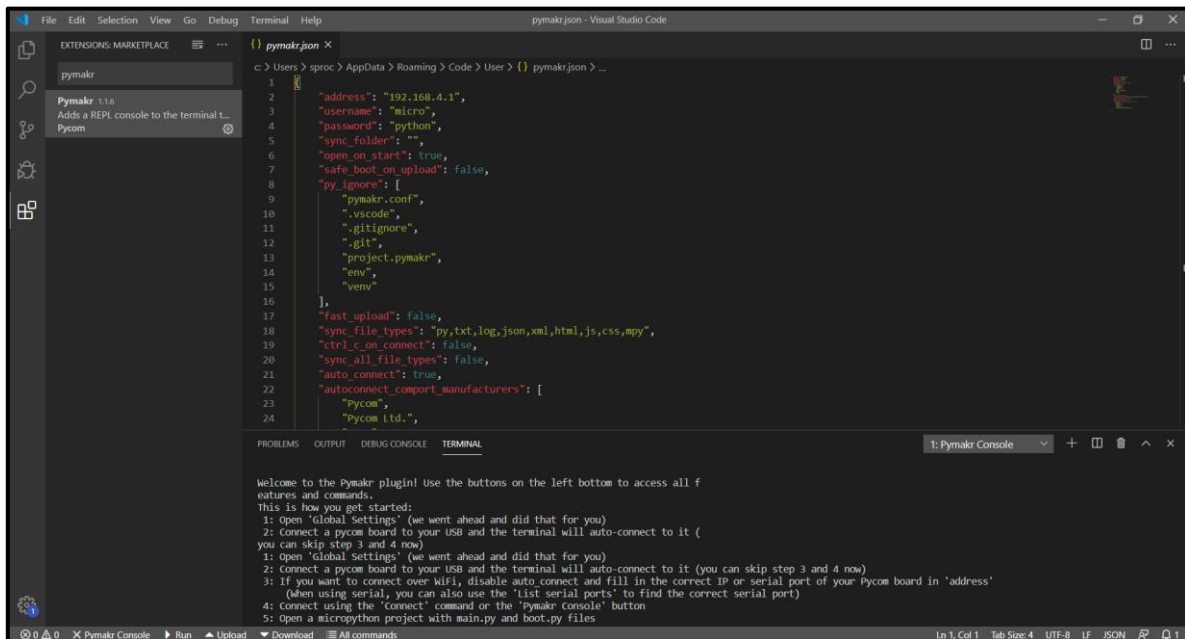 File Edit Selection View Go Debug Terminal Help pymakr.json - Visual Studio Code
EXTENSIONS: MARKETPLACE
pymakr
Pymakr 1.1.6
Adds a REPL console to the terminal t...
Pycom
{} pymakr.json ×
c: > Users > sproc > AppData > Roaming > Code > User > {} pymakr.json > ...
1 {
2 "address": "192.168.4.1",
3 "username": "micro",
4 "password": "python",
5 "sync_folder": "",
6 "open_on_start": true,
7 "safe_boot_on_upload": false,
8 "py_ignore": [
9 "pymakr.conf",
10 ".vscode",
11 ".gitignore",
12 ".git",
13 "project.pymakr",
14 "env",
15 "venv"
16 ],
17 "fast_upload": false,
18 "sync_file_types": "py,txt,log,json,xml,html,js,css,mpy",
19 "ctrl_c_on_connect": false,
20 "sync_all_file_types": false,
21 "auto_connect": true,
22 "autoconnect_comport_manufacturers": [
23 "Pycom",
24 "Pycom Ltd.",
PROBLEMS OUTPUT DEBUG CONSOLE TERMINAL 1: Pymakr Console
Welcome to the Pymakr plugin! Use the buttons on the left bottom to access all f
eatures and commands.
This is how you get started:
1: Open 'Global Settings' (we went ahead and did that for you)
2: Connect a pycom board to your USB and the terminal will auto-connect to it (
you can skip step 3 and 4 now)
1: Open 'Global Settings' (we went ahead and did that for you)
2: Connect a pycom board to your USB and the terminal will auto-connect to it (you can skip step 3 and 4 now)
3: If you want to connect over WiFi, disable auto_connect and fill in the correct IP or serial port of your Pycom board in 'address'
(When using serial, you can also use the 'List serial ports' to find the correct serial port)
4: Connect using the 'Connect' command or the 'Pymakr Console' button
5: Open a micropython project with main.py and boot.py files
1
0 0 × Pymakr Console Run Upload Download All commands Ln 1, Col 1 Tab Size: 4 UTF-8 LF JSON 1